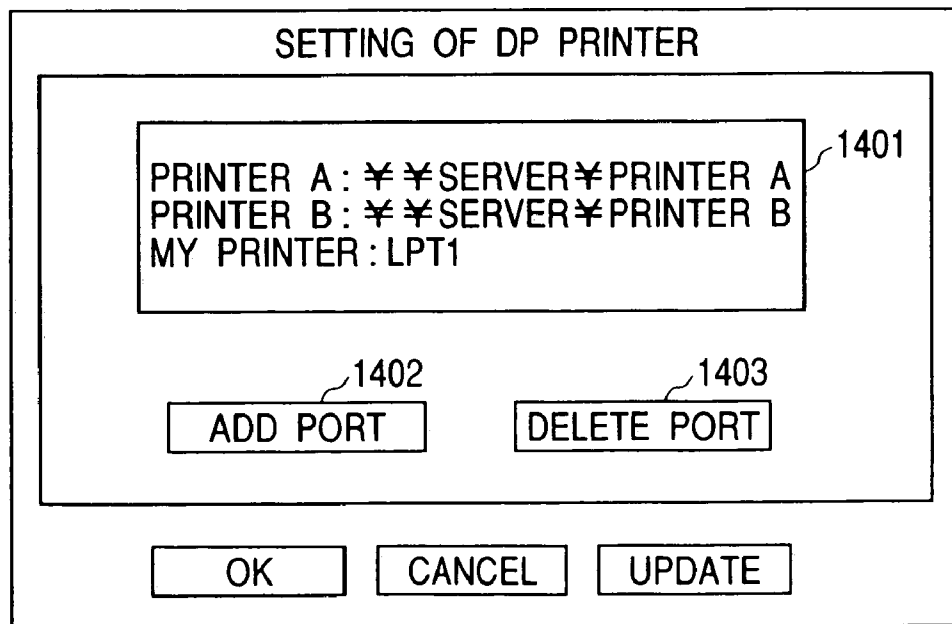 SETTING OF DP PRINTER
1401
PRINTER A : ¥¥SERVER¥PRINTER A
PRINTER B : ¥¥SERVER¥PRINTER B
MY PRINTER : LPT1
1402
1403
ADD PORT
DELETE PORT
OK
CANCEL
UPDATE